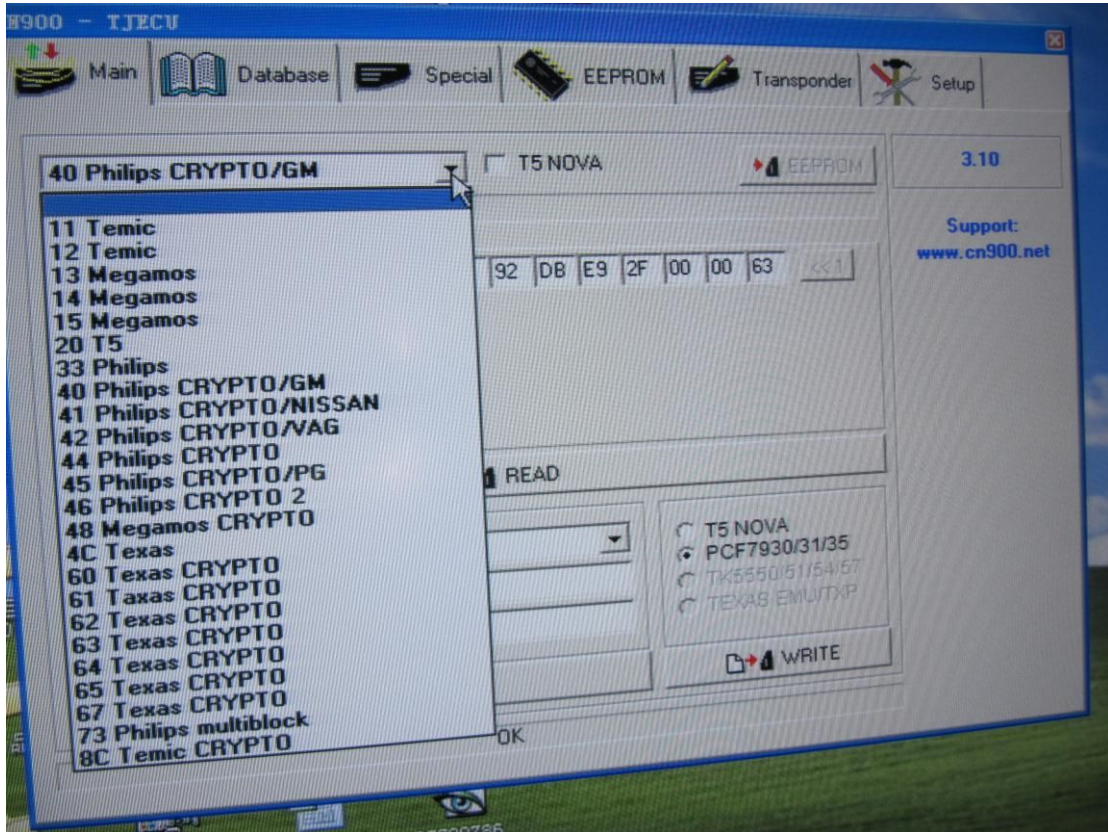 N900 - TJECU
Main Database Special EEPROM Transponder Setup
40 Philips CRYPTO/GM T5 NOVA EEPROM 3.10
Support:
www.cn900.net
92 DB E9 2F 00 00 63 << 1
11 Temic
12 Temic
13 Megamos
14 Megamos
15 Megamos
20 T5
33 Philips
40 Philips CRYPTO/GM
41 Philips CRYPTO/NISSAN
42 Philips CRYPTO/VAG
44 Philips CRYPTO
45 Philips CRYPTO/PG
46 Philips CRYPTO 2
48 Megamos CRYPTO
4C Texas
60 Texas CRYPTO
61 Taxas CRYPTO
62 Texas CRYPTO
63 Texas CRYPTO
64 Texas CRYPTO
65 Texas CRYPTO
67 Texas CRYPTO
73 Philips multiblock
8C Temic CRYPTO
READ
T5 NOVA
PCF7930/31/35
TK5550/51/54/57
TEXAS EMU/TXP
WRITE
OK